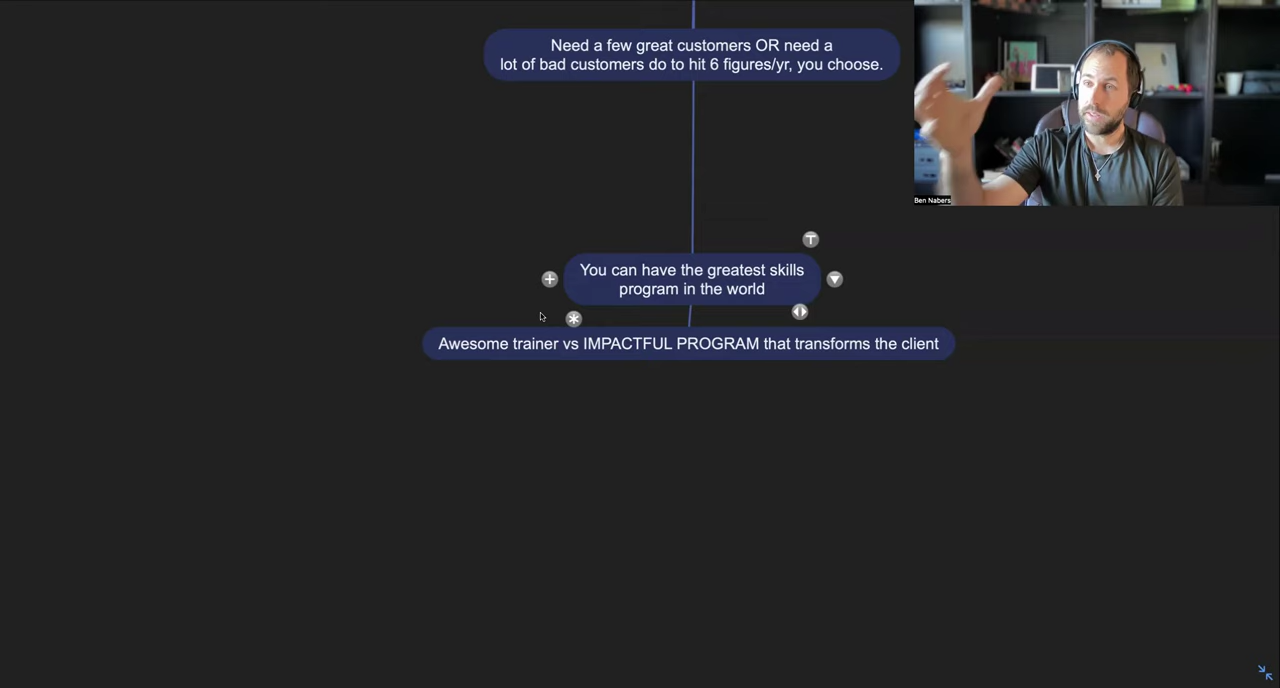 Need a few great customers OR need a
lot of bad customers do to hit 6 figures/yr, you choose.
Ben Nabers
You can have the greatest skills
program in the world
Awesome trainer vs IMPACTFUL PROGRAM that transforms the client